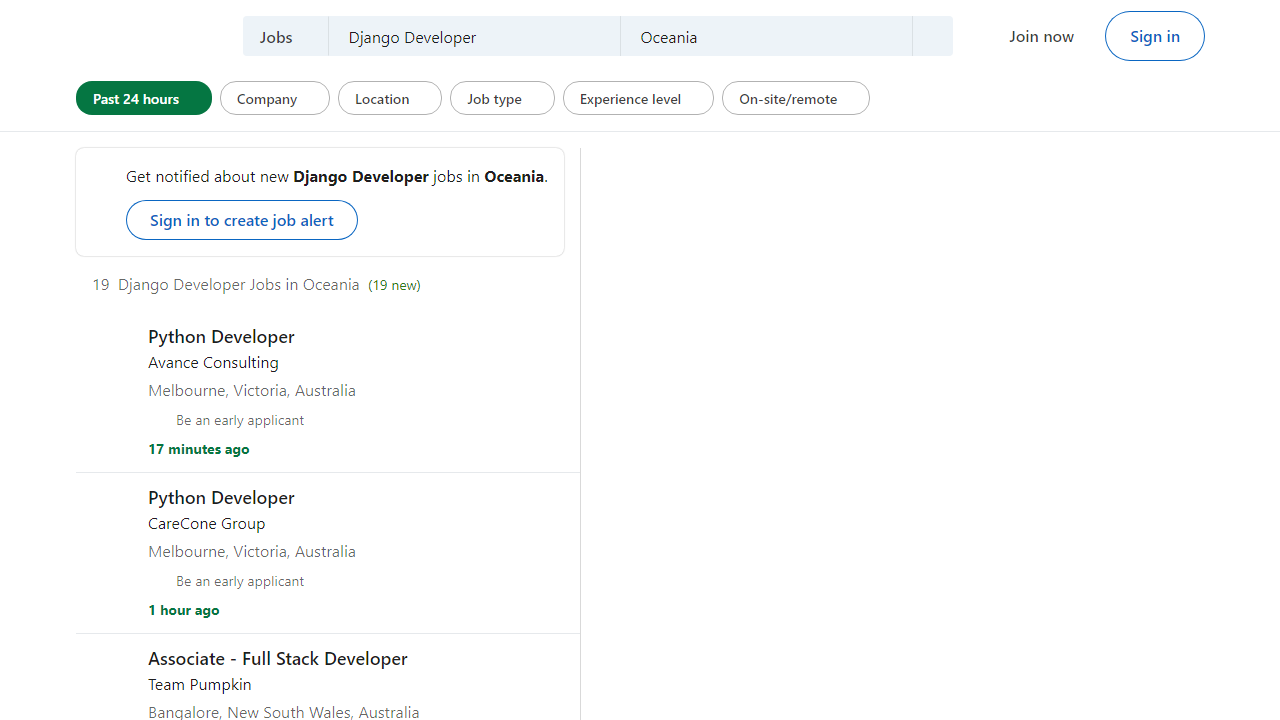 Jobs Django Developer Oceania Join now Sign in
Past 24 hours Company Location Job type Experience level On-site/remote
Get notified about new Django Developer jobs in Oceania.
Sign in to create job alert
19 Django Developer Jobs in Oceania (19 new)
Python Developer
Avance Consulting
Melbourne, Victoria, Australia
Be an early applicant
17 minutes ago
Python Developer
CareCone Group
Melbourne, Victoria, Australia
Be an early applicant
1 hour ago
Associate - Full Stack Developer
Team Pumpkin
Bangalore, New South Wales, Australia